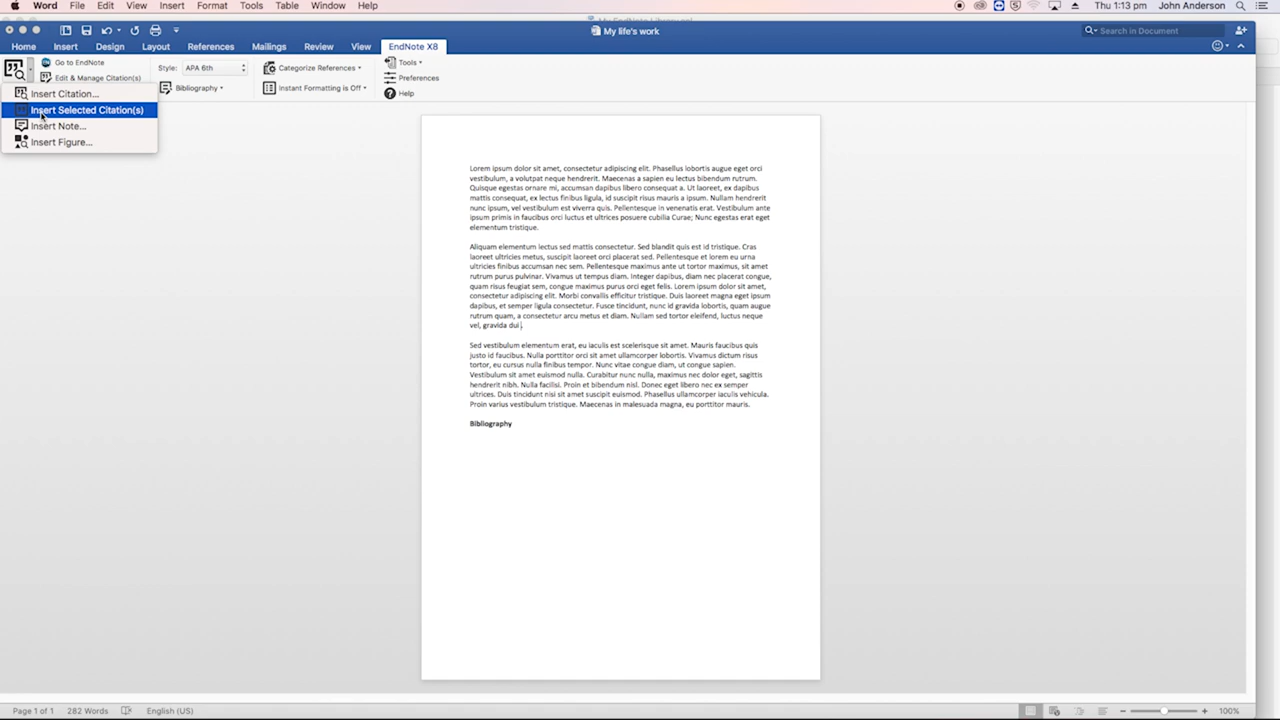 Word File Edit View Insert Format Tools Table Window Help Thu 1:13 pm John Anderson
My life's work
Search in Document
Home Insert Design Layout References Mailings Review View EndNote X8
Go to EndNote
Edit & Manage Citation(s)
Style: APA 6th
Bibliography
Categorize References
Instant Formatting is Off
Tools
Preferences
Help
Insert Citation...
Insert Selected Citation(s)
Insert Note...
Insert Figure...
Lorem ipsum dolor sit amet, consectetur adipiscing elit. Phasellus lobortis augue eget orci
vestibulum, a volutpat neque hendrerit. Maecenas a sapien eu lectus bibendum rutrum.
Quisque egestas ornare mi, accumsan dapibus libero consequat a. Ut laoreet, ex dapibus
mattis consequat, ex lectus finibus ligula, id suscipit risus mauris a ipsum. Nullam hendrerit
nunc ipsum, vel vestibulum est viverra quis. Pellentesque in venenatis erat. Vestibulum ante
ipsum primis in faucibus orci luctus et ultrices posuere cubilia Curae; Nunc egestas erat eget
elementum tristique.
Aliquam elementum lectus sed mattis consectetur. Sed blandit quis est id tristique. Cras
laoreet ultricies metus, suscipit laoreet orci placerat sed. Pellentesque et lorem eu urna
ultricies finibus accumsan nec sem. Pellentesque maximus ante ut tortor maximus, sit amet
rutrum purus pulvinar. Vivamus ut tempus diam. Integer dapibus, diam nec placerat congue,
quam risus feugiat sem, congue maximus purus orci eget felis. Lorem ipsum dolor sit amet,
consectetur adipiscing elit. Morbi convallis efficitur tristique. Duis laoreet magna eget ipsum
dapibus, et semper ligula consectetur. Fusce tincidunt, nunc id gravida lobortis, quam augue
rutrum quam, a consectetur arcu metus et diam. Nullam sed tortor eleifend, luctus neque
vel, gravida dui .
Sed vestibulum elementum erat, eu iaculis est scelerisque sit amet. Mauris faucibus quis
justo id faucibus. Nulla porttitor orci sit amet ullamcorper lobortis. Vivamus dictum risus
tortor, eu cursus nulla finibus tempor. Nunc vitae congue diam, ut congue sapien.
Vestibulum sit amet euismod nulla. Curabitur nunc nulla, maximus nec dolor eget, sagittis
hendrerit nibh. Nulla facilisi. Proin et bibendum nisl. Donec eget libero nec ex semper
ultrices. Duis tincidunt nisi sit amet suscipit euismod. Phasellus ullamcorper iaculis vehicula.
Proin varius vestibulum tristique. Maecenas in malesuada magna, eu porttitor mauris.
Bibliography
Page 1 of 1 282 Words English (US) 100%